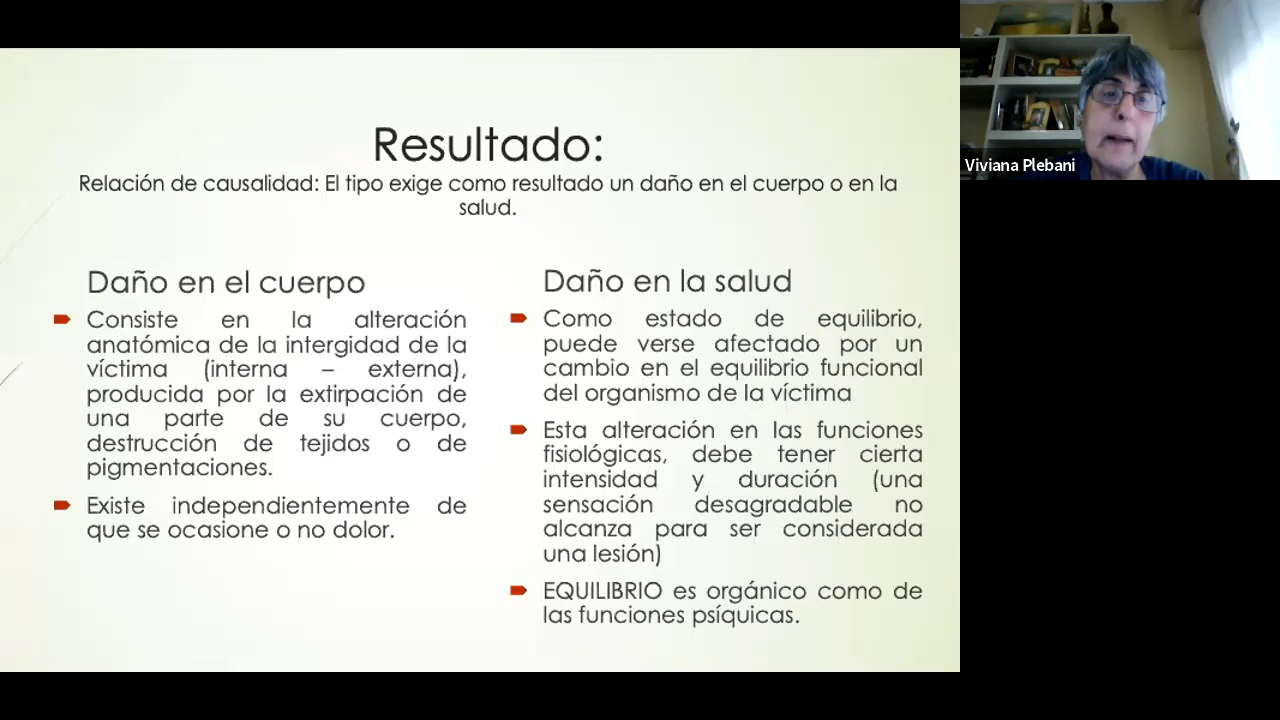 Resultado:
Relación de causalidad: El tipo exige como resultado un daño en el cuerpo o en la
salud.
Daño en el cuerpo
Consiste en la alteración
anatómica de la intergidad de la
víctima (interna – externa),
producida por la extirpación de
una parte de su cuerpo,
destrucción de tejidos o de
pigmentaciones.
Existe independientemente de
que se ocasione o no dolor.
Daño en la salud
Como estado de equilibrio,
puede verse afectado por un
cambio en el equilibrio funcional
del organismo de la víctima
Esta alteración en las funciones
fisiológicas, debe tener cierta
intensidad y duración (una
sensación desagradable no
alcanza para ser considerada
una lesión)
EQUILIBRIO es orgánico como de
las funciones psíquicas.
Viviana Plebani